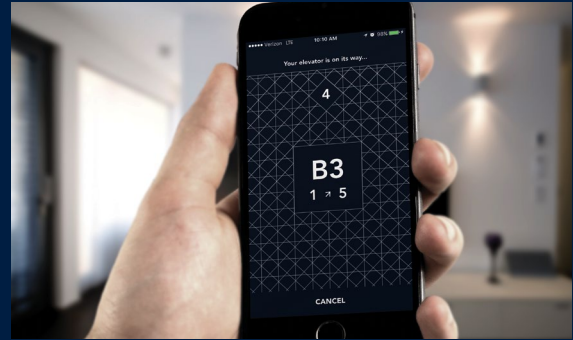 Verizon LTE 10:10 AM
Your elevator is on its way...
4
B3
1 ↗ 5
CANCEL